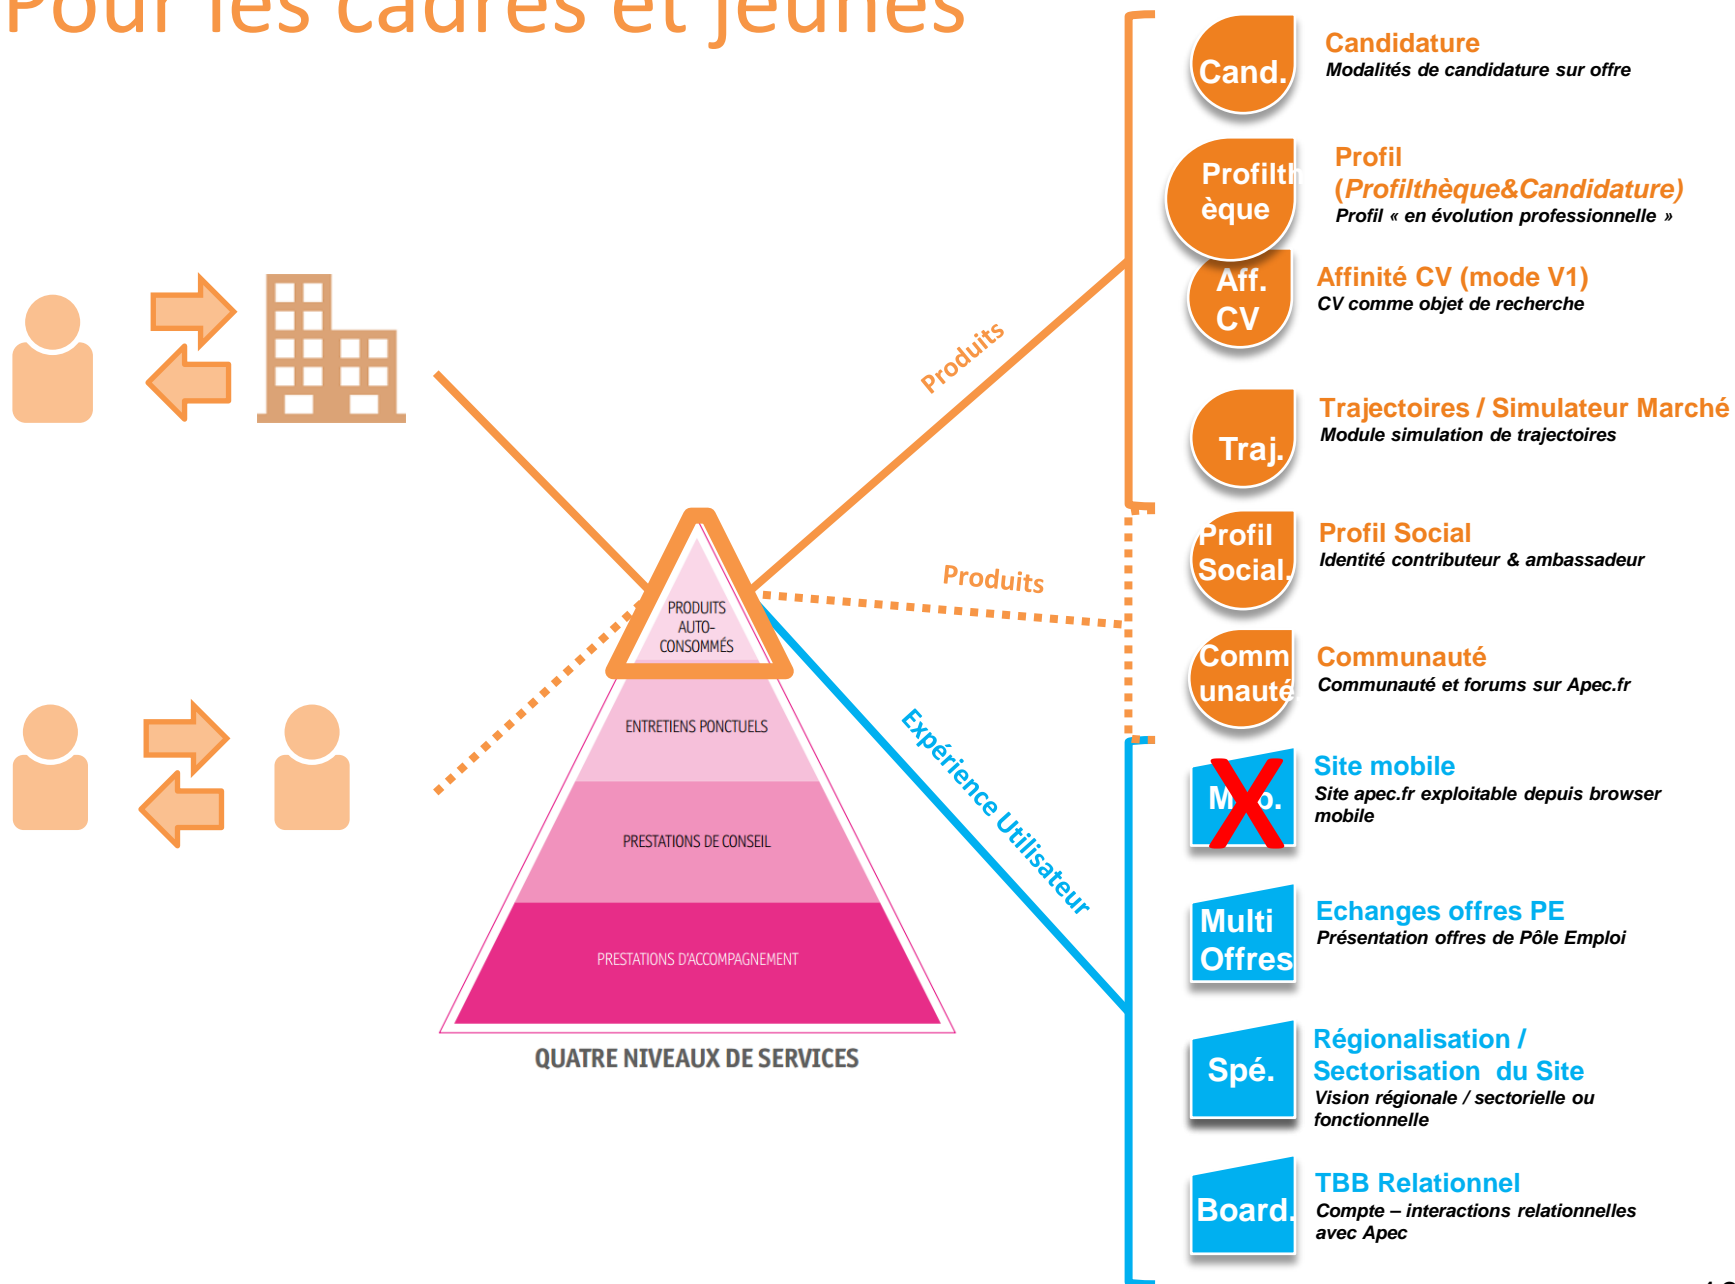 Pour les cadres et jeunes
Cand.
Candidature
Modalités de candidature sur offre
Profilth
èque
Profil
(Profilthèque&Candidature)
Profil « en évolution professionnelle »
Aff.
CV
Affinité CV (mode V1)
CV comme objet de recherche
Traj.
Trajectoires / Simulateur Marché
Module simulation de trajectoires
Profil
Social.
Profil Social
Identité contributeur & ambassadeur
Comm
unauté
Communauté
Communauté et forums sur Apec.fr
X
Site mobile
Site apec.fr exploitable depuis browser
mobile
Multi
Offres
Echanges offres PE
Présentation offres de Pôle Emploi
Spé.
Régionalisation /
Sectorisation du Site
Vision régionale / sectorielle ou
fonctionnelle
Board.
TBB Relationnel
Compte – interactions relationnelles
avec Apec
Produits
Produits
Expérience Utilisateur
PRODUITS
AUTO-
CONSOMMÉS
ENTRETIENS PONCTUELS
PRESTATIONS DE CONSEIL
PRESTATIONS D'ACCOMPAGNEMENT
QUATRE NIVEAUX DE SERVICES